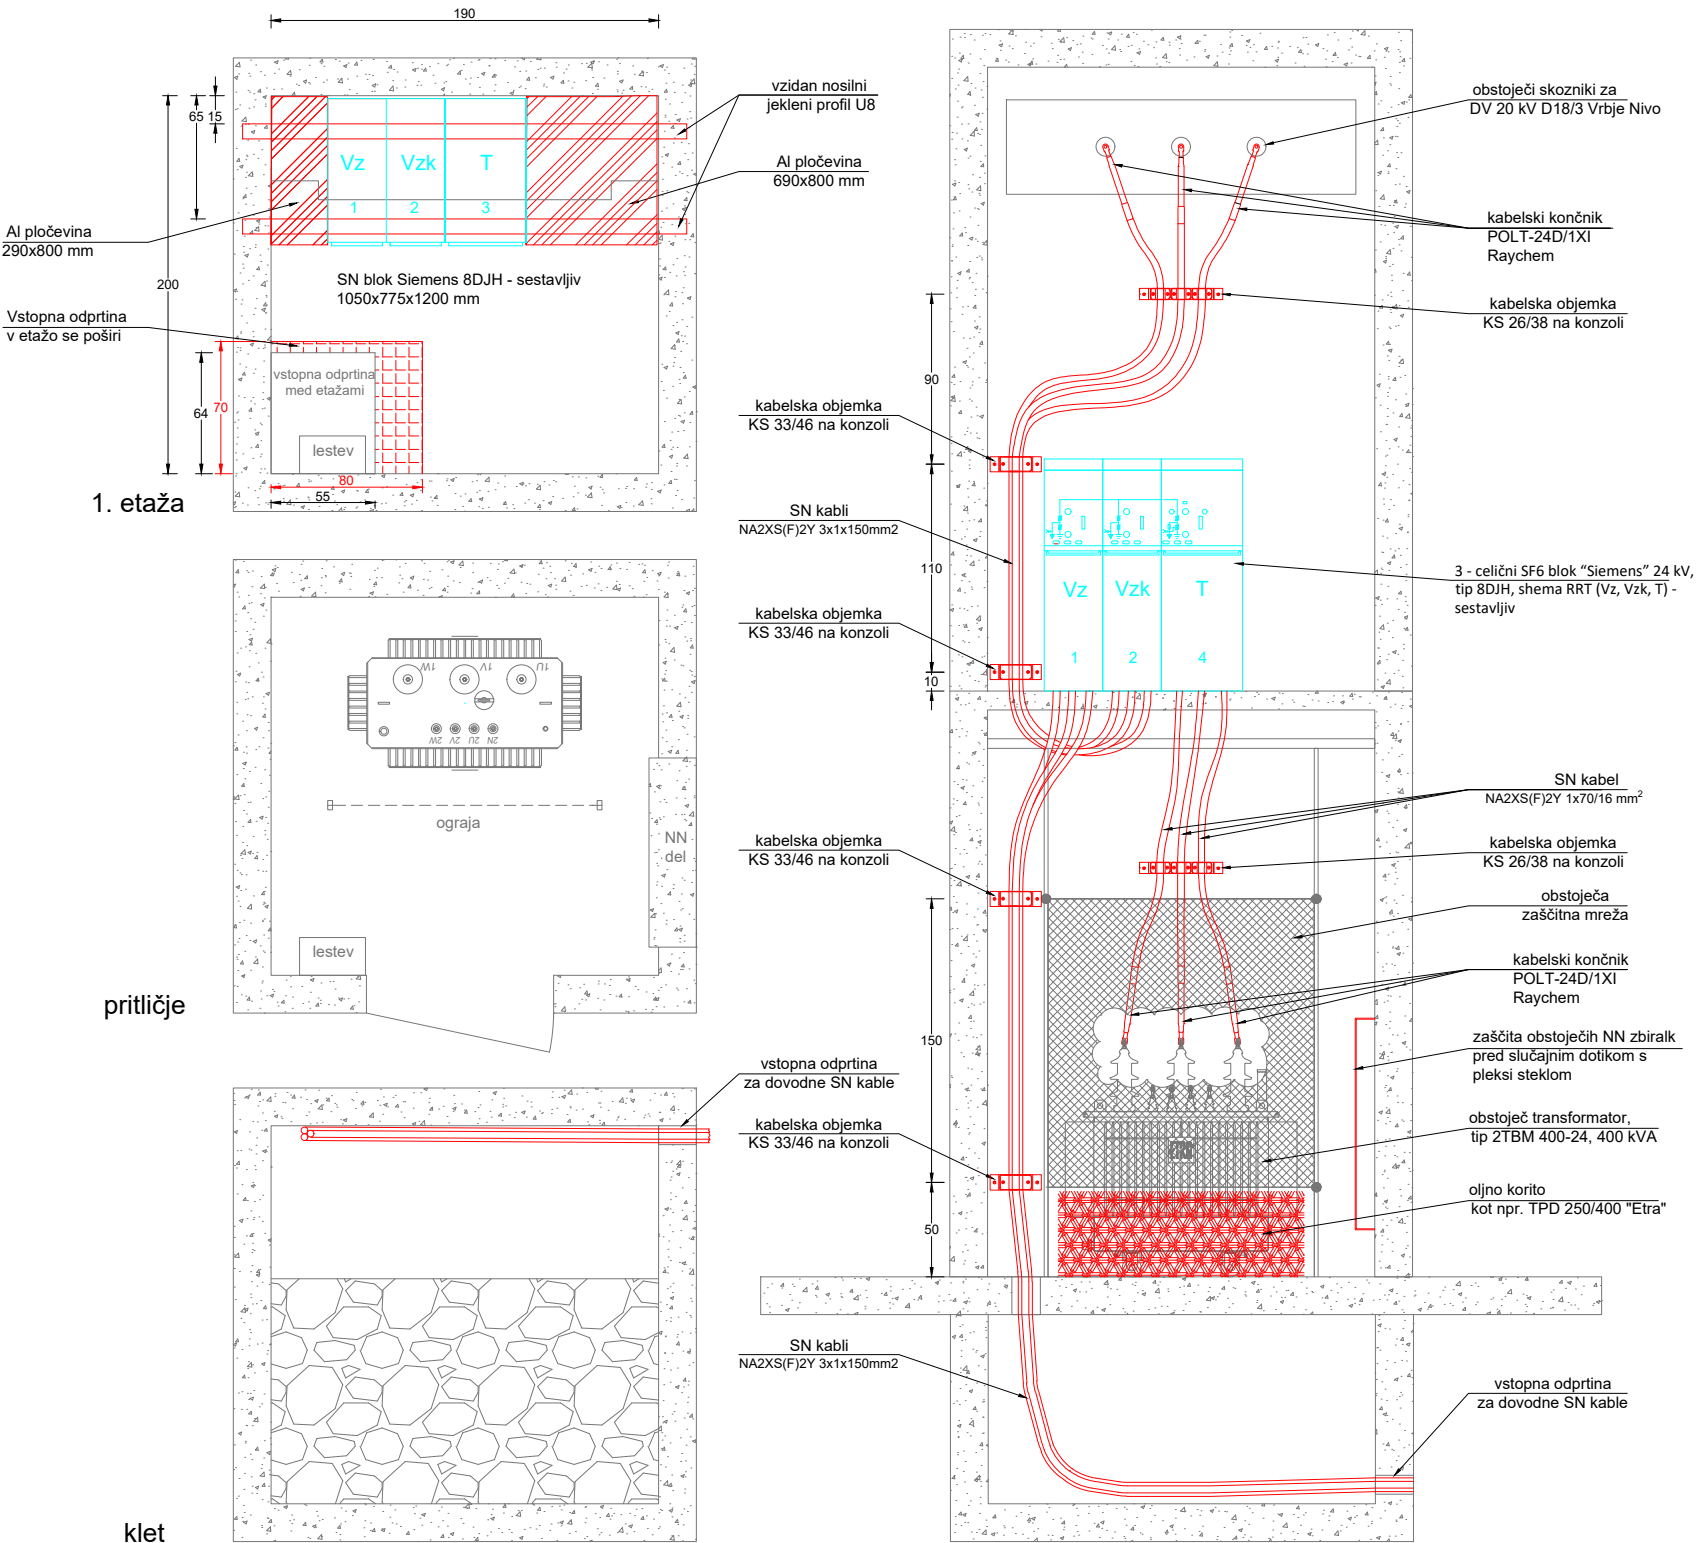 190
200
65
15
vzidan nosilni
jekleni profil U8
Al pločevina
690x800 mm
Al pločevina
290x800 mm
Vz
Vzk
T
1
2
3
SN blok Siemens 8DJH - sestavljiv
1050x775x1200 mm
Vstopna odprtina
v etažo se poširi
vstopna odprtina
med etažami
lestev
64
70
80
55
1. etaža
1W
1V
1U
2W
2V
2U
2N
ograja
NN
del
lestev
pritličje
vstopna odprtina
za dovodne SN kable
klet
obstoječi skozniki za
DV 20 kV D18/3 Vrbje Nivo
kabelski končnik
POLT-24D/1XI
Raychem
kabelska objemka
KS 26/38 na konzoli
90
kabelska objemka
KS 33/46 na konzoli
SN kabli
NA2XS(F)2Y 3x1x150mm2
110
kabelska objemka
KS 33/46 na konzoli
10
Vz
Vzk
T
1
2
4
3 - celični SF6 blok “Siemens” 24 kV,
tip 8DJH, shema RRT (Vz, Vzk, T) -
sestavljiv
SN kabel
NA2XS(F)2Y 1x70/16 mm²
kabelska objemka
KS 33/46 na konzoli
kabelska objemka
KS 26/38 na konzoli
obstoječa
zaščitna mreža
kabelski končnik
POLT-24D/1XI
Raychem
150
zaščita obstoječih NN zbiralk
pred slučajnim dotikom s
pleksi steklom
kabelska objemka
KS 33/46 na konzoli
obstoječ transformator,
tip 2TBM 400-24, 400 kVA
ETRA
oljno korito
kot npr. TPD 250/400 "Etra"
50
SN kabli
NA2XS(F)2Y 3x1x150mm2
vstopna odprtina
za dovodne SN kable